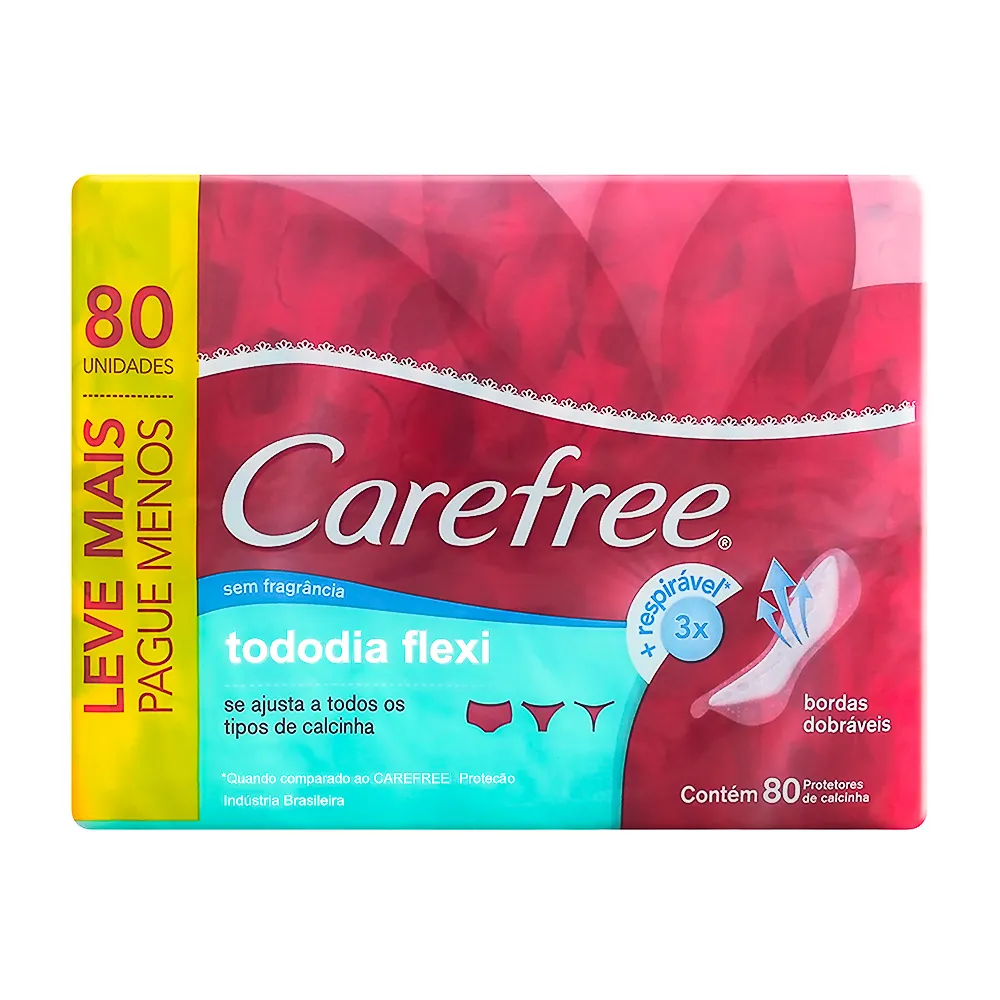 80
UNIDADES
LEVE MAIS
PAGUE MENOS
Carefree®
sem fragrância
tododia flexi
se ajusta a todos os
tipos de calcinha
*Quando comparado ao CAREFREE Protecão
Indústria Brasileira
+ respirável*
3x
bordas
dobráveis
Contém 80 Protetores
de calcinha